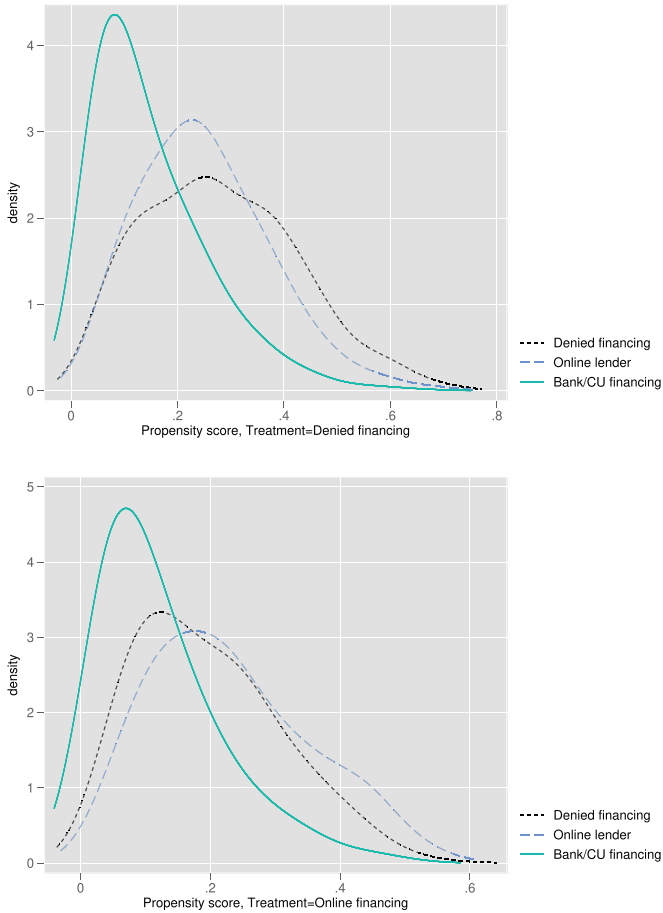 4
3
2
1
0
density
0
.2
.4
.6
.8
Propensity score, Treatment=Denied financing
Denied financing
Online lender
Bank/CU financing
5
4
3
2
1
0
density
0
.2
.4
.6
Propensity score, Treatment=Online financing
Denied financing
Online lender
Bank/CU financing